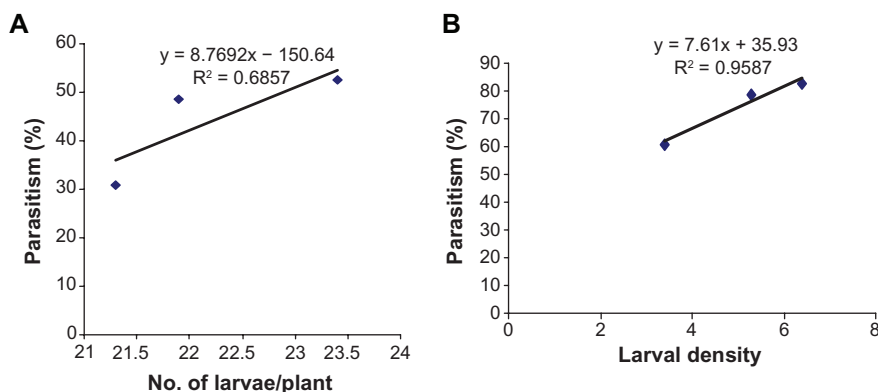 A
60
50
40
30
20
10
0
Parasitism (%)
y = 8.7692x − 150.64
R² = 0.6857
21 21.5 22 22.5 23 23.5 24
No. of larvae/plant
B
90
80
70
60
50
40
30
20
10
0
Parasitism (%)
y = 7.61x + 35.93
R² = 0.9587
0 2 4 6 8
Larval density